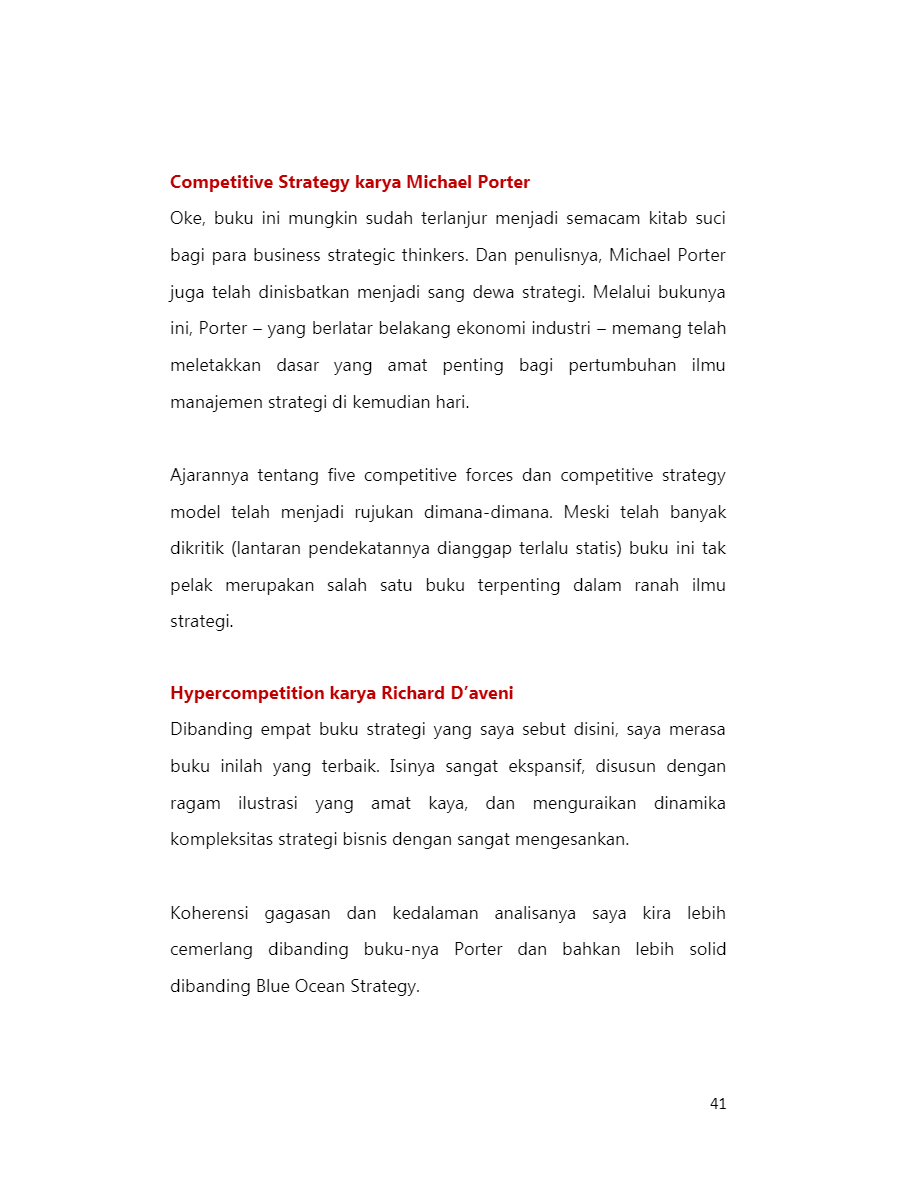 Competitive Strategy karya Michael Porter
Oke, buku ini mungkin sudah terlanjur menjadi semacam kitab suci
bagi para business strategic thinkers. Dan penulisnya, Michael Porter
juga telah dinisbatkan menjadi sang dewa strategi. Melalui bukunya
ini, Porter – yang berlatar belakang ekonomi industri – memang telah
meletakkan dasar yang amat penting bagi pertumbuhan ilmu
manajemen strategi di kemudian hari.
Ajarannya tentang five competitive forces dan competitive strategy
model telah menjadi rujukan dimana-dimana. Meski telah banyak
dikritik (lantaran pendekatannya dianggap terlalu statis) buku ini tak
pelak merupakan salah satu buku terpenting dalam ranah ilmu
strategi.
Hypercompetition karya Richard D’aveni
Dibanding empat buku strategi yang saya sebut disini, saya merasa
buku inilah yang terbaik. Isinya sangat ekspansif, disusun dengan
ragam ilustrasi yang amat kaya, dan menguraikan dinamika
kompleksitas strategi bisnis dengan sangat mengesankan.
Koherensi gagasan dan kedalaman analisanya saya kira lebih
cemerlang dibanding buku-nya Porter dan bahkan lebih solid
dibanding Blue Ocean Strategy.
41